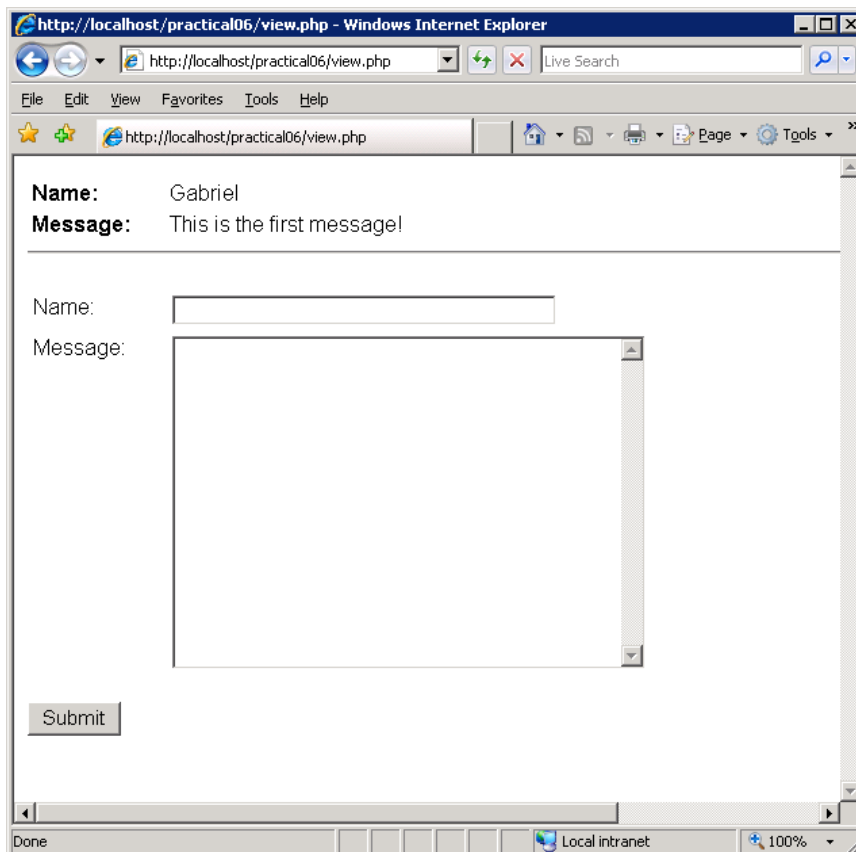 http://localhost/practical06/view.php - Windows Internet Explorer
http://localhost/practical06/view.php Live Search
File Edit View Favorites Tools Help
http://localhost/practical06/view.php Page Tools »
Name: Gabriel
Message: This is the first message!
Name:
Message:
Submit
Done Local intranet 100%